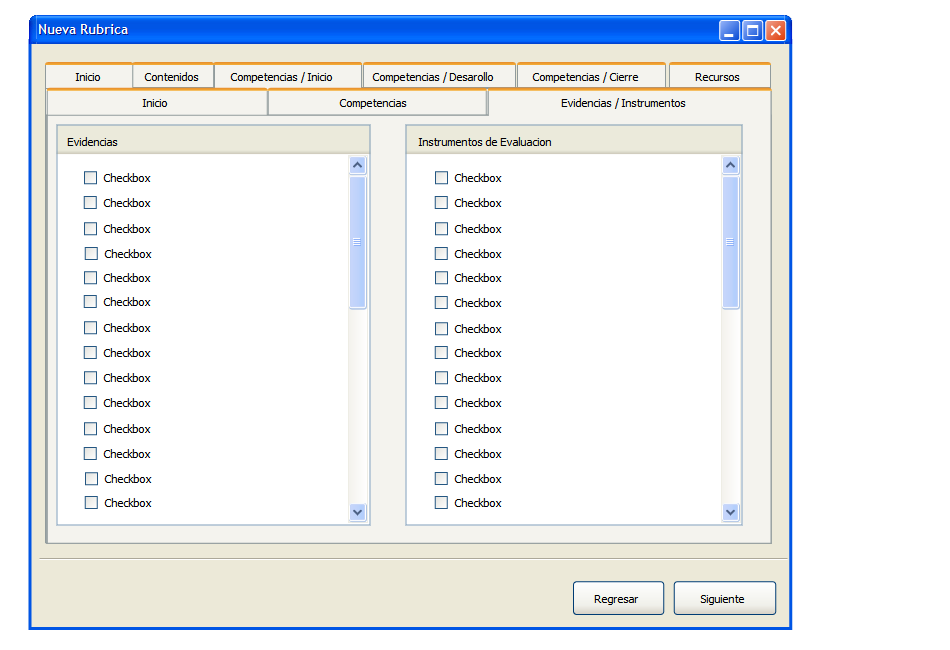 Nueva Rubrica
Inicio Contenidos Competencias / Inicio Competencias / Desarollo Competencias / Cierre Recursos
Inicio Competencias Evidencias / Instrumentos
Evidencias Instrumentos de Evaluacion
Checkbox Checkbox
Checkbox Checkbox
Checkbox Checkbox
Checkbox Checkbox
Checkbox Checkbox
Checkbox Checkbox
Checkbox Checkbox
Checkbox Checkbox
Checkbox Checkbox
Checkbox Checkbox
Checkbox Checkbox
Checkbox Checkbox
Checkbox Checkbox
Checkbox Checkbox
Regresar Siguiente